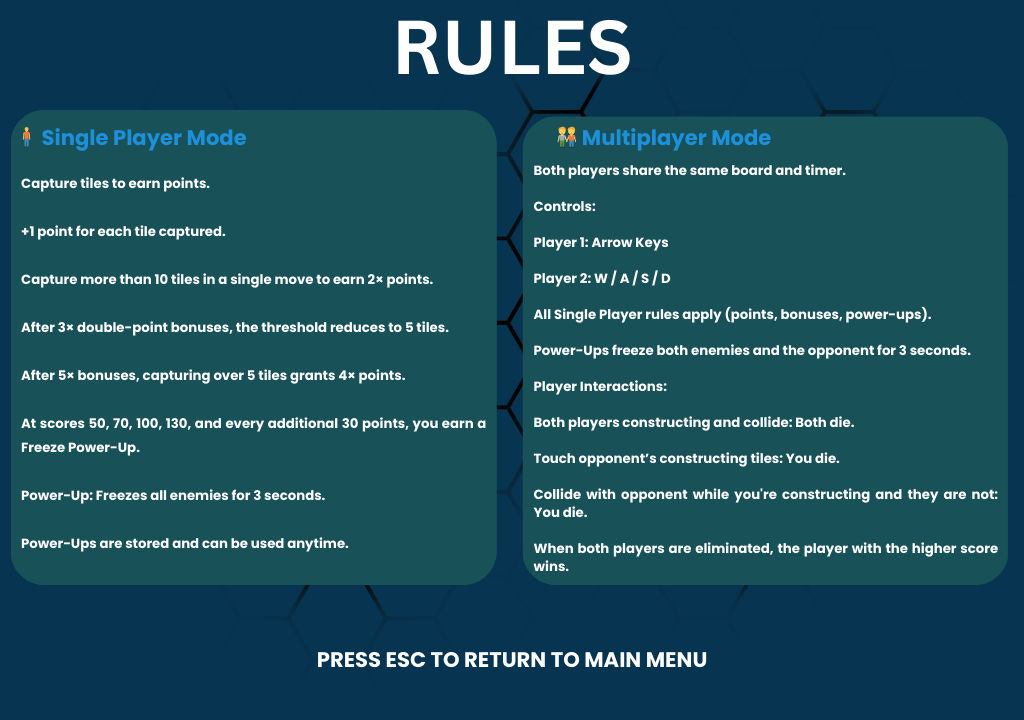 RULES
Single Player Mode
Capture tiles to earn points.
+1 point for each tile captured.
Capture more than 10 tiles in a single move to earn 2× points.
After 3× double-point bonuses, the threshold reduces to 5 tiles.
After 5× bonuses, capturing over 5 tiles grants 4× points.
At scores 50, 70, 100, 130, and every additional 30 points, you earn a
Freeze Power-Up.
Power-Up: Freezes all enemies for 3 seconds.
Power-Ups are stored and can be used anytime.
Multiplayer Mode
Both players share the same board and timer.
Controls:
Player 1: Arrow Keys
Player 2: W / A / S / D
All Single Player rules apply (points, bonuses, power-ups).
Power-Ups freeze both enemies and the opponent for 3 seconds.
Player Interactions:
Both players constructing and collide: Both die.
Touch opponent’s constructing tiles: You die.
Collide with opponent while you're constructing and they are not:
You die.
When both players are eliminated, the player with the higher score
wins.
PRESS ESC TO RETURN TO MAIN MENU